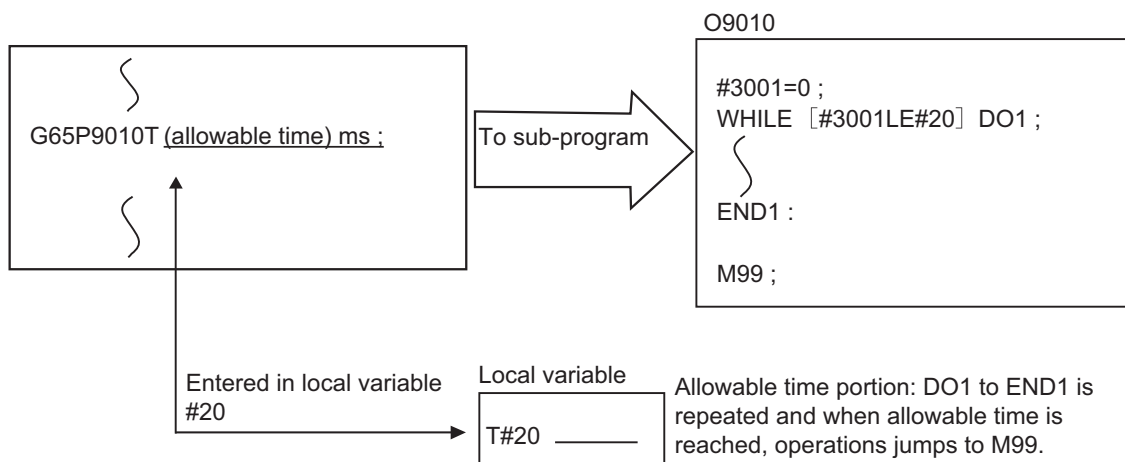 G65P9010T (allowable time) ms ;
To sub-program
O9010
#3001=0 ;
WHILE [#3001LE#20] DO1 ;
END1 :
M99 ;
Entered in local variable
#20
Local variable
T#20
Allowable time portion: DO1 to END1 is
repeated and when allowable time is
reached, operations jumps to M99.